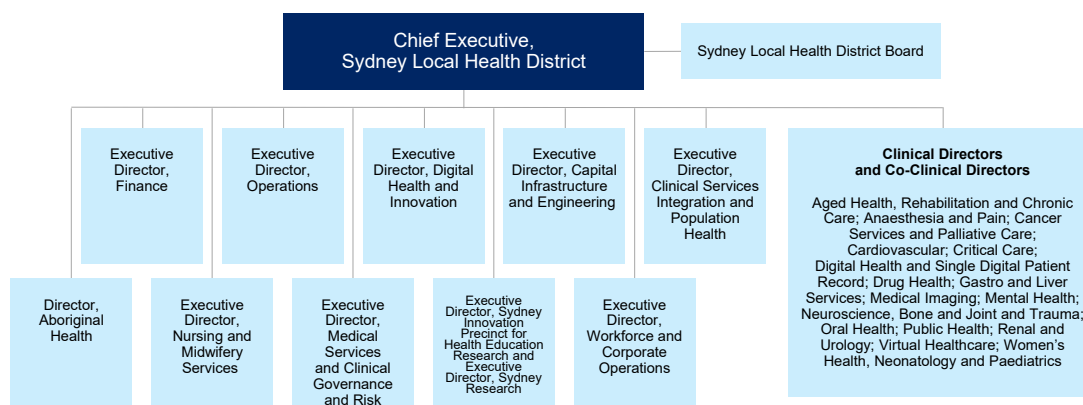 Chief Executive,
Sydney Local Health District
Sydney Local Health District Board
Executive
Director,
Finance
Executive
Director,
Operations
Executive
Director, Digital
Health and
Innovation
Executive
Director, Capital
Infrastructure
and Engineering
Executive
Director,
Clinical Services
Integration and
Population
Health
Clinical Directors
and Co-Clinical Directors
Aged Health, Rehabilitation and Chronic
Care; Anaesthesia and Pain; Cancer
Services and Palliative Care;
Cardiovascular; Critical Care;
Digital Health and Single Digital Patient
Record; Drug Health; Gastro and Liver
Services; Medical Imaging; Mental Health;
Neuroscience, Bone and Joint and Trauma;
Oral Health; Public Health; Renal and
Urology; Virtual Healthcare; Women’s
Health, Neonatology and Paediatrics
Director,
Aboriginal
Health
Executive
Director,
Nursing and
Midwifery
Services
Executive
Director,
Medical
Services
and Clinical
Governance
and Risk
Executive
Director, Sydney
Innovation
Precinct for
Health Education
Research and
Executive
Director, Sydney
Research
Executive
Director,
Workforce and
Corporate
Operations